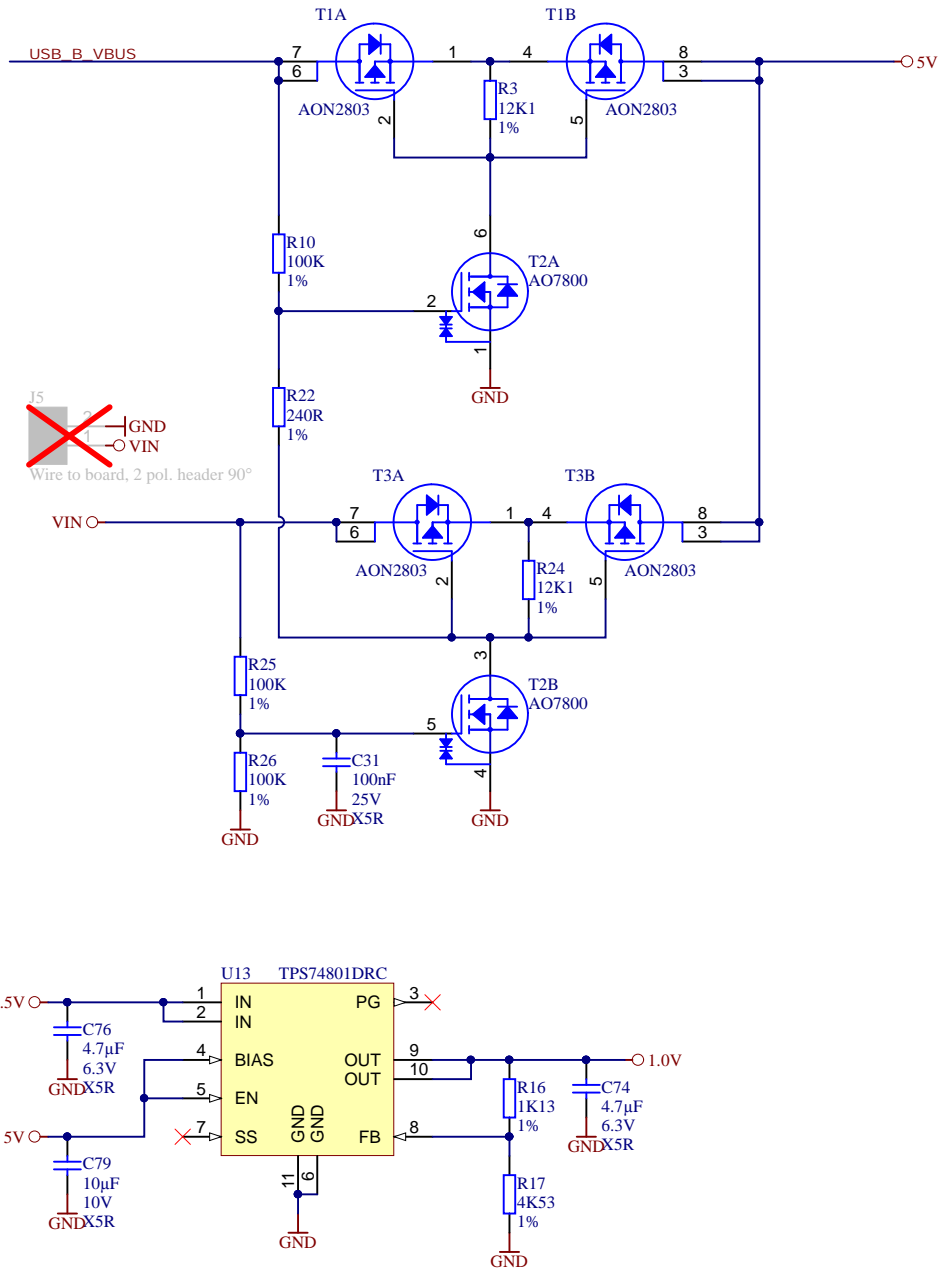 T1A
T1B
USB_B_VBUS
7
6
1
4
8
3
5V
R3
12K1
1%
AON2803
AON2803
2
5
R10
100K
1%
6
T2A
AO7800
2
1
GND
R22
240R
1%
J5
2
GND
1
VIN
Wire to board, 2 pol. header 90°
T3A
T3B
VIN
7
6
1
4
8
3
R24
12K1
1%
AON2803
AON2803
2
5
R25
100K
1%
3
T2B
AO7800
5
4
R26
100K
1%
C31
100nF
25V
X5R
GND
GND
GND
U13
TPS74801DRC
.5V
1
IN
2
IN
PG
3
C76
4.7µF
6.3V
X5R
GND
4
BIAS
5
EN
OUT
9
OUT
10
1.0V
R16
1K13
1%
C74
4.7µF
6.3V
X5R
GND
5V
7
SS
GND
GND
FB
8
C79
10µF
10V
X5R
GND
11
6
GND
R17
4K53
1%
GND